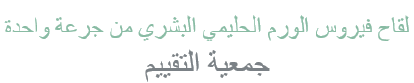 لقاح فيروس الورم الحليمي البشري من جرعة واحدة
جمعية التقييم